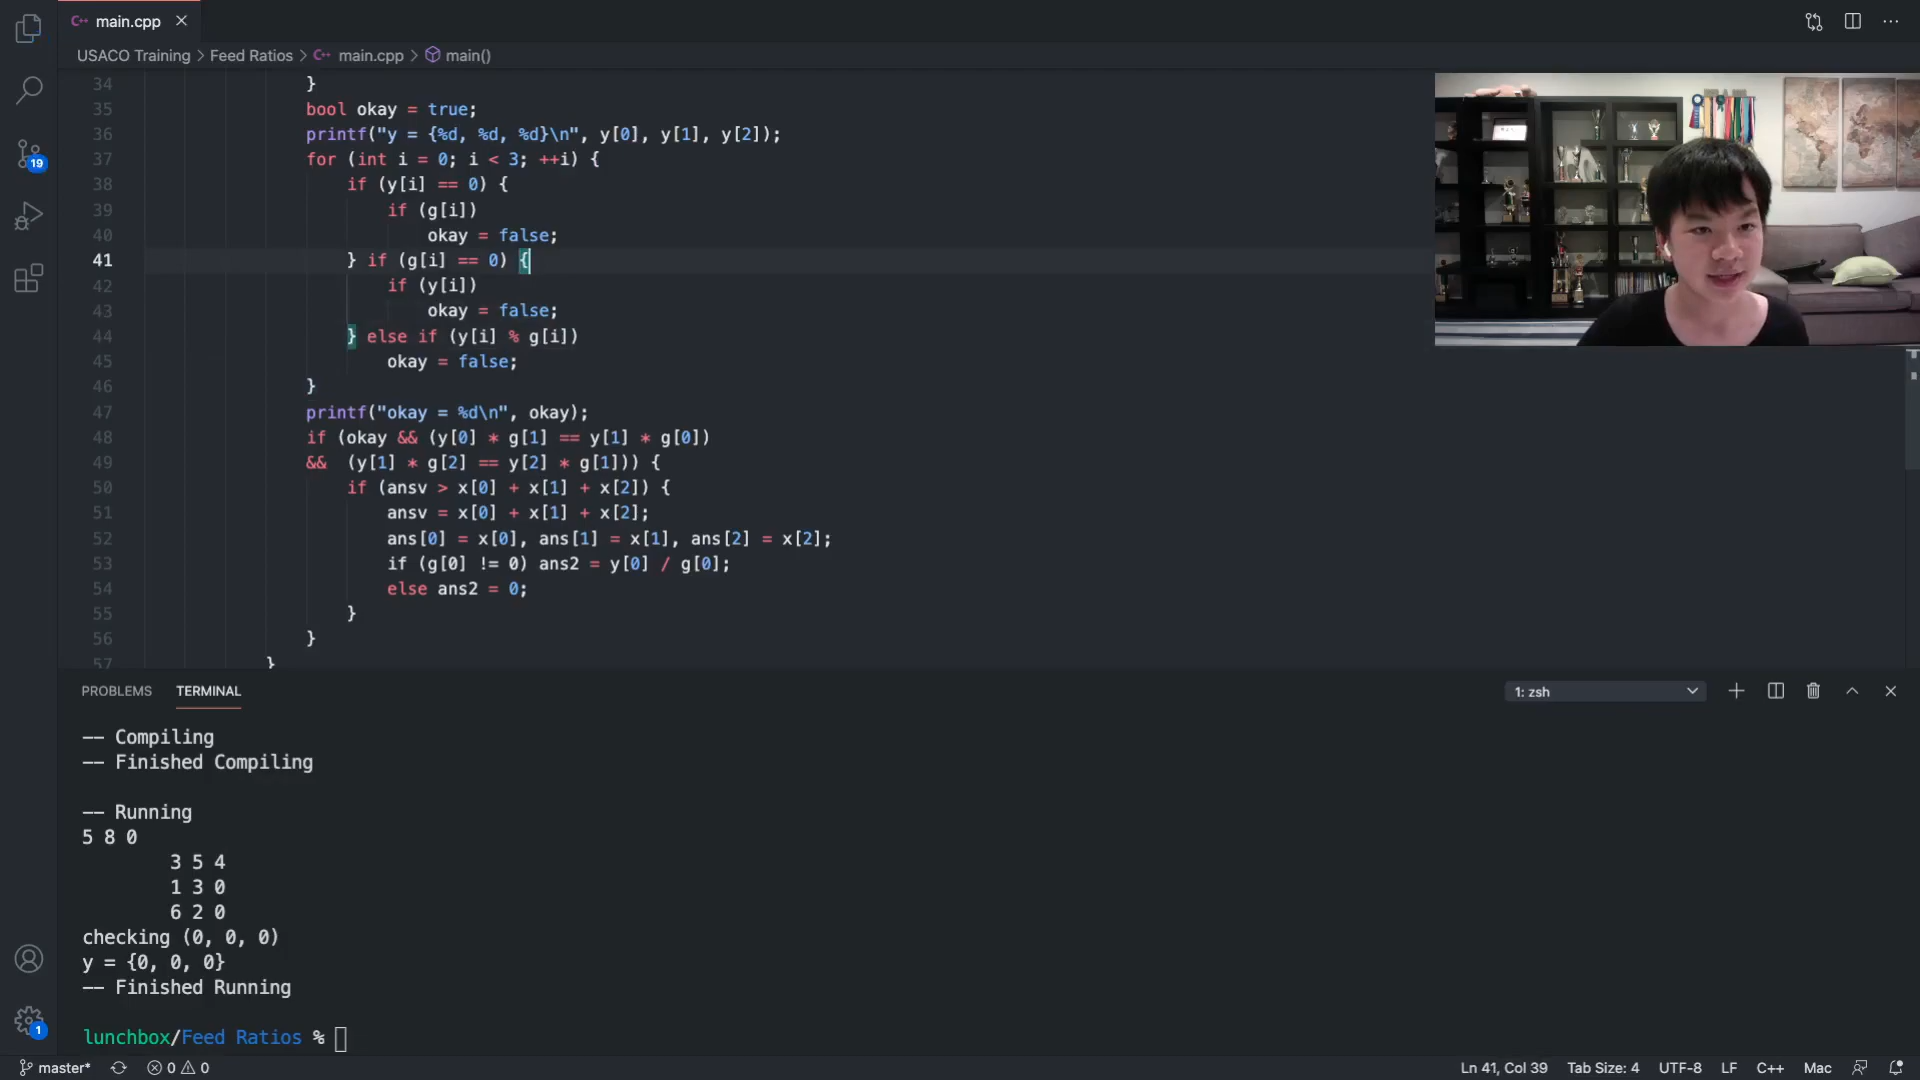 main.cpp
USACO Training > Feed Ratios > main.cpp > main()
34 }
35 bool okay = true;
36 printf("y = {%d, %d, %d}\n", y[0], y[1], y[2]);
37 for (int i = 0; i < 3; ++i) {
38 if (y[i] == 0) {
39 if (g[i])
40 okay = false;
41 } if (g[i] == 0) {
42 if (y[i])
43 okay = false;
44 } else if (y[i] % g[i])
45 okay = false;
46 }
47 printf("okay = %d\n", okay);
48 if (okay && (y[0] * g[1] == y[1] * g[0])
49 && (y[1] * g[2] == y[2] * g[1])) {
50 if (ansv > x[0] + x[1] + x[2]) {
51 ansv = x[0] + x[1] + x[2];
52 ans[0] = x[0], ans[1] = x[1], ans[2] = x[2];
53 if (g[0] != 0) ans2 = y[0] / g[0];
54 else ans2 = 0;
55 }
56 }
57 }
19
PROBLEMS TERMINAL 1: zsh
-- Compiling
-- Finished Compiling
-- Running
5 8 0
3 5 4
1 3 0
6 2 0
checking (0, 0, 0)
y = {0, 0, 0}
-- Finished Running
lunchbox/Feed Ratios %
1
master* 0 0 Ln 41, Col 39 Tab Size: 4 UTF-8 LF C++ Mac